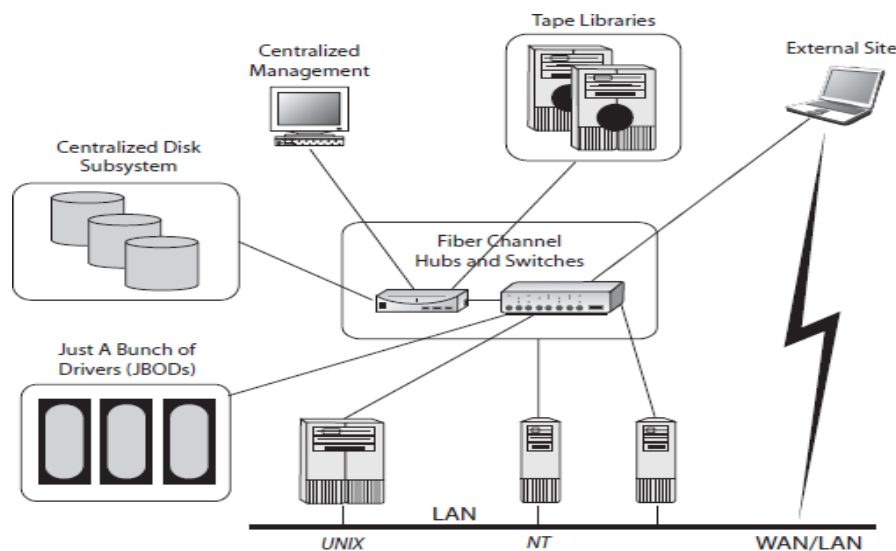 Tape Libraries
Centralized
Management
External Site
Centralized Disk
Subsystem
Fiber Channel
Hubs and Switches
Just A Bunch of
Drivers (JBODs)
LAN
UNIX
NT
WAN/LAN